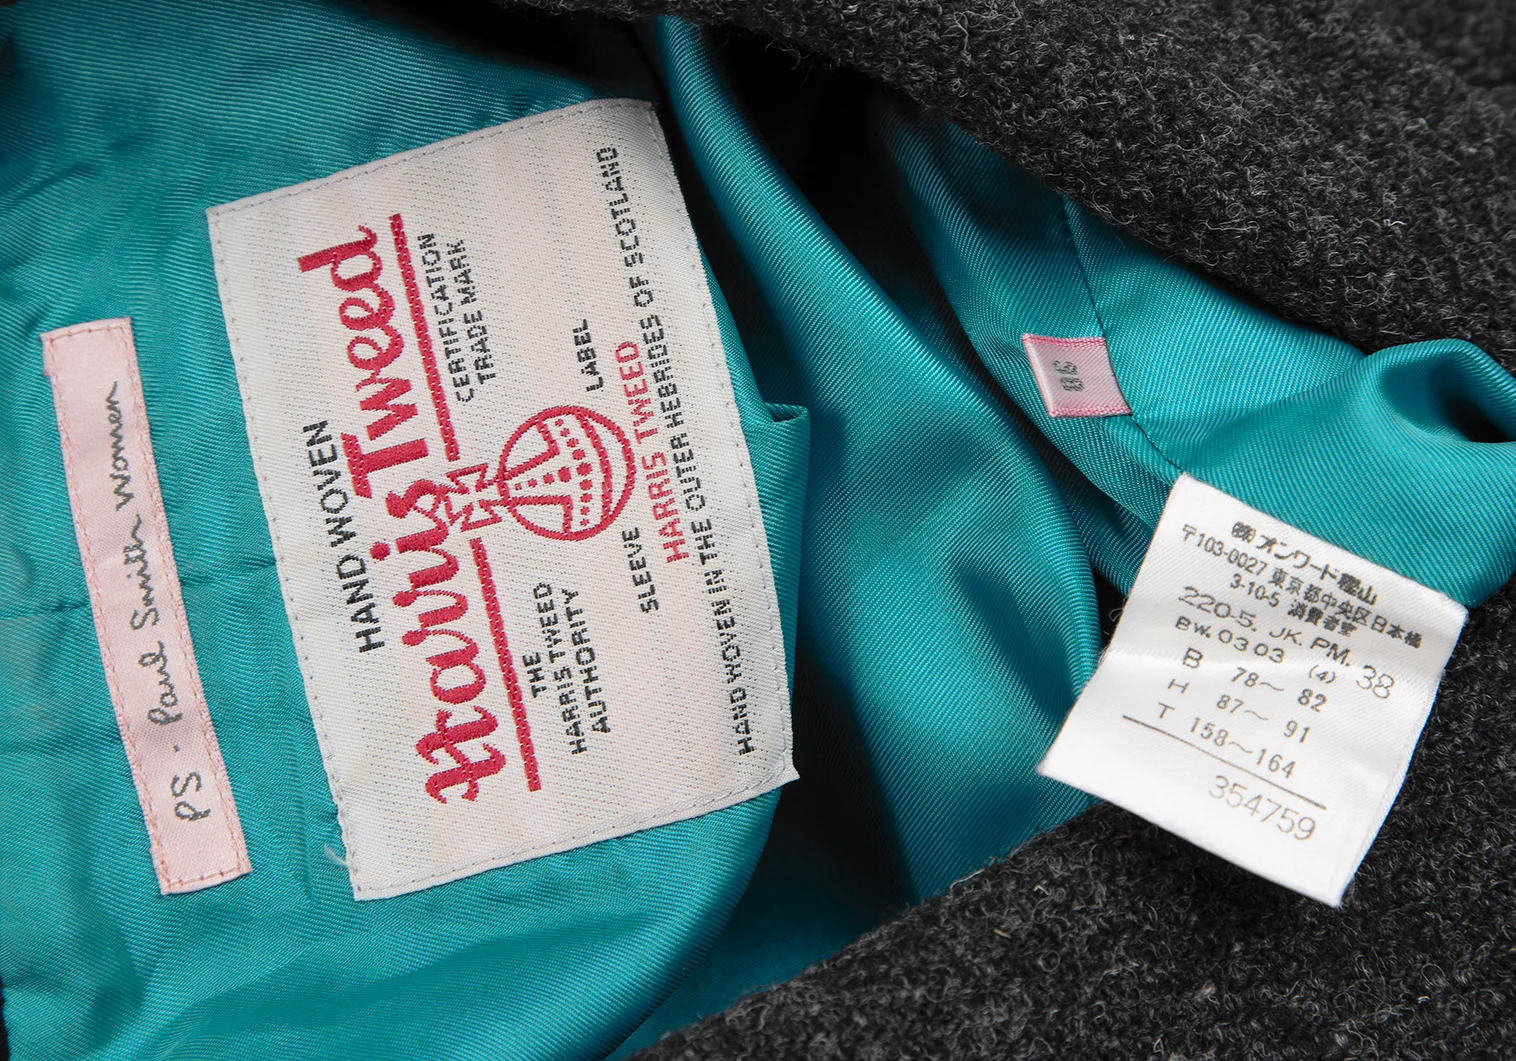 PS · Paul Smith women
HAND WOVEN
Harris Tweed
THE
HARRIS TWEED
AUTHORITY
CERTIFICATION
TRADE MARK
SLEEVE
LABEL
HARRIS TWEED
HAND WOVEN IN THE OUTER HEBRIDES OF SCOTLAND
㈱オンワード樫山
〒103-0027 東京都中央区日本橋
3-10-5 消費者室
220-5. JK. PM. 38
BW. 03 03 (4)
B 78～ 82
H 87～ 91
T 158～164
354759